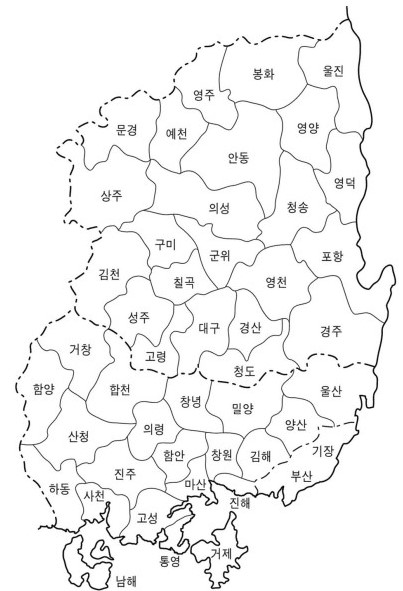 봉화
울진
영주
문경
예천
영양
안동
영덕
상주
의성
청송
구미
군위
포항
김천
칠곡
영천
성주
대구
경산
경주
거창
고령
청도
함양
합천
창녕
밀양
울산
산청
의령
양산
함안
창원
김해
기장
하동
진주
마산
부산
사천
고성
진해
통영
거제
남해